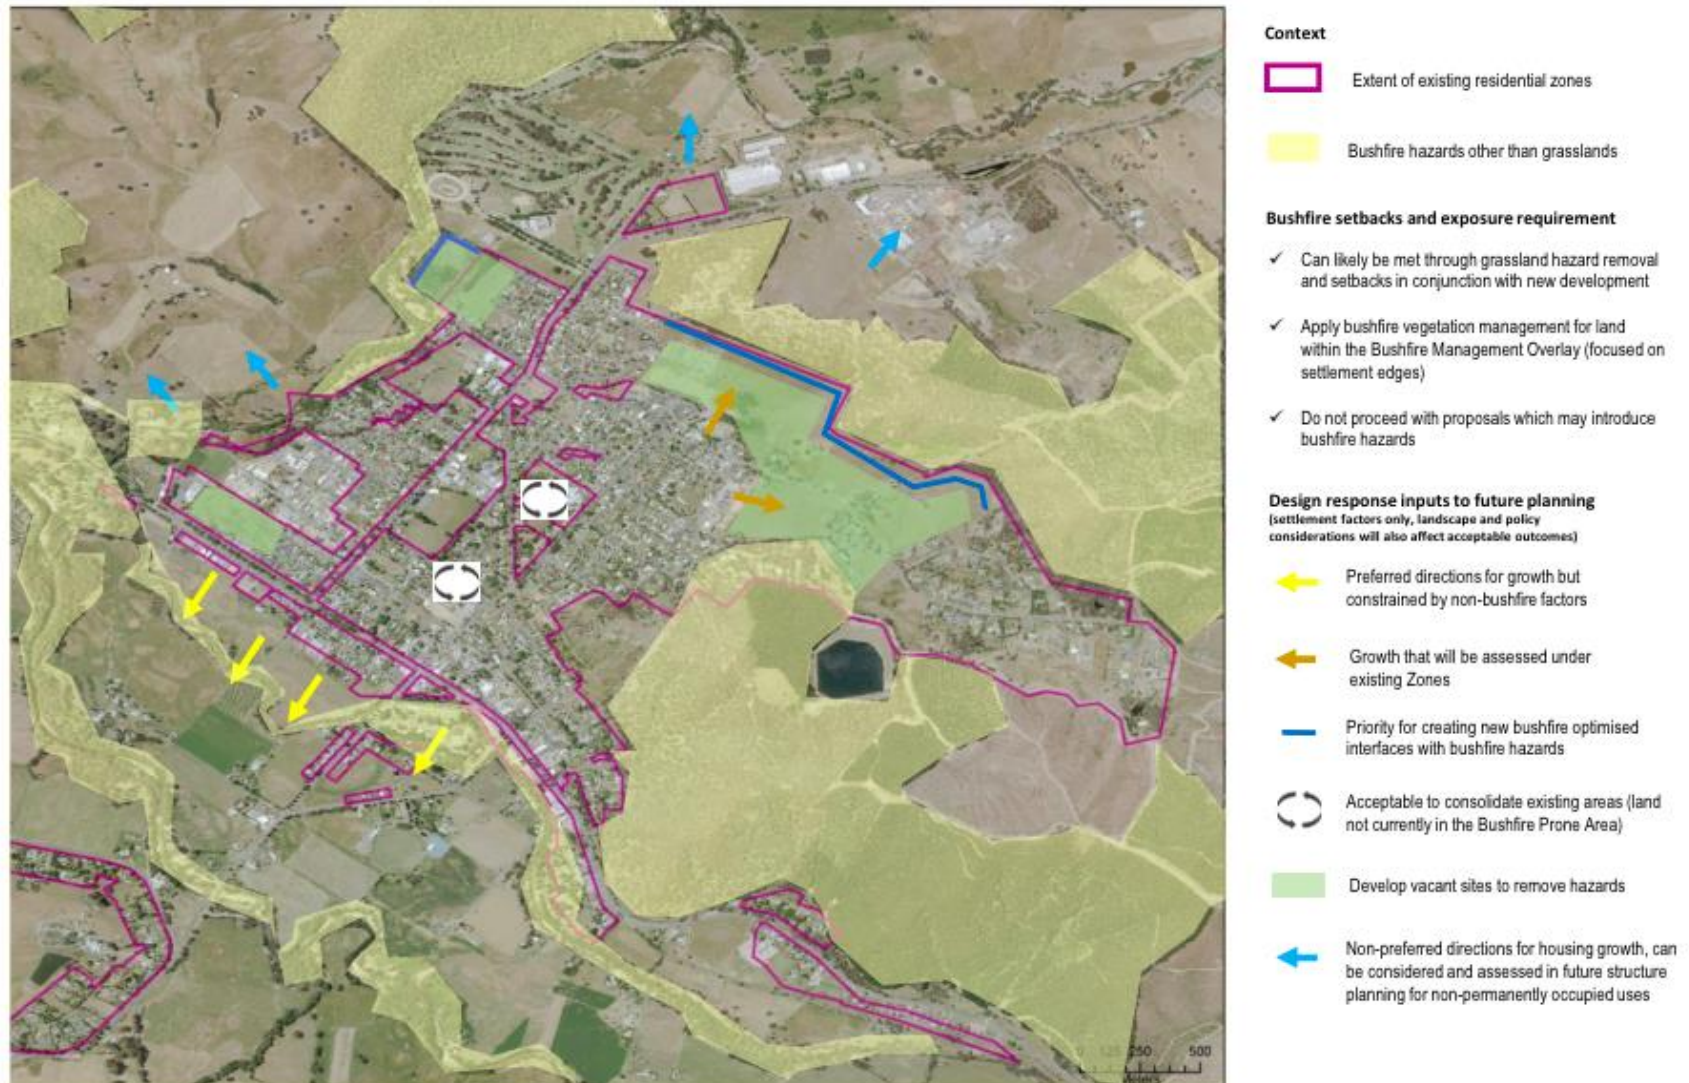 Context
Extent of existing residential zones
Bushfire hazards other than grasslands
Bushfire setbacks and exposure requirement
✓ Can likely be met through grassland hazard removal
and setbacks in conjunction with new development
✓ Apply bushfire vegetation management for land
within the Bushfire Management Overlay (focused on
settlement edges)
✓ Do not proceed with proposals which may introduce
bushfire hazards
Design response inputs to future planning
(settlement factors only, landscape and policy
considerations will also affect acceptable outcomes)
Preferred directions for growth but
constrained by non-bushfire factors
Growth that will be assessed under
existing Zones
Priority for creating new bushfire optimised
interfaces with bushfire hazards
Acceptable to consolidate existing areas (land
not currently in the Bushfire Prone Area)
Develop vacant sites to remove hazards
Non-preferred directions for housing growth, can
be considered and assessed in future structure
planning for non-permanently occupied uses
250 500